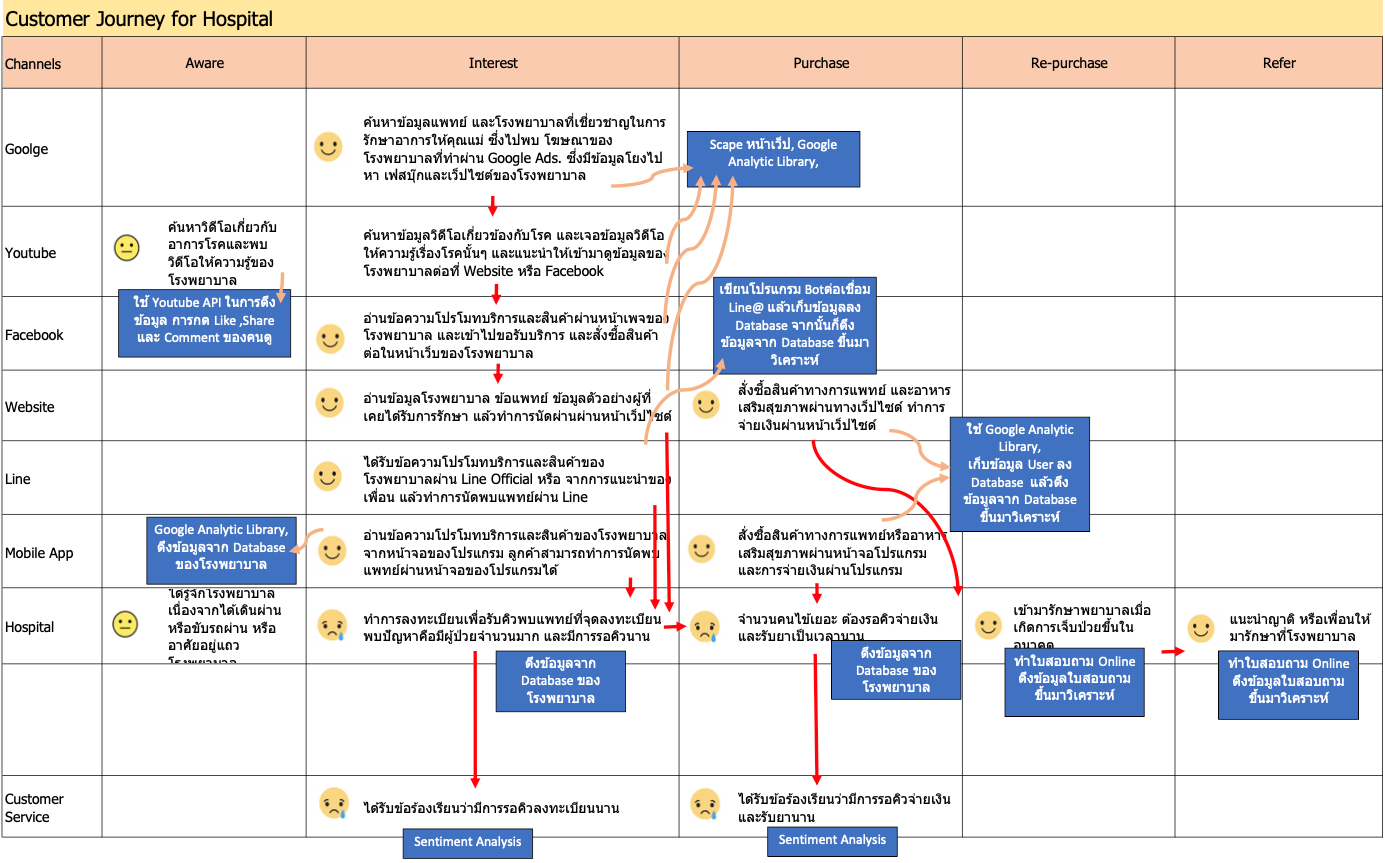 Customer Journey for Hospital
Channels
Aware
Interest
Purchase
Re-purchase
Refer
Goolge
ค้นหาข้อมูลแพทย์ และโรงพยาบาลที่เชี่ยวชาญในการ
รักษาอาการให้คุณแม่ ซึ่งไปพบ โฆษณาของ
โรงพยาบาลที่ทำผ่าน Google Ads. ซึ่งมีข้อมูลโยงไป
หา เฟสบุ๊กและเว็ปไซต์ของโรงพยาบาล
Scape หน้าเว็ป, Google
Analytic Library,
Youtube
ค้นหาวิดีโอเกี่ยวกับ
อาการโรคและพบ
วิดีโอให้ความรู้ของ
โรงพยาบาล
ค้นหาข้อมูลวิดีโอเกี่ยวข้องกับโรค และเจอข้อมูลวิดีโอ
ให้ความรู้เรื่องโรคนั้นๆ และแนะนำให้เข้ามาดูข้อมูลของ
โรงพยาบาลต่อที่ Website หรือ Facebook
ใช้ Youtube API ในการดึง
ข้อมูล การกด Like ,Share
และ Comment ของคนดู
Facebook
อ่านข้อความโปรโมทบริการและสินค้าผ่านหน้าเพจของ
โรงพยาบาล และเข้าไปขอรับบริการ และสั่งซื้อสินค้า
ต่อในหน้าเว็บของโรงพยาบาล
เขียนโปรแกรม Botต่อเชื่อม
Line@ แล้วเก็บข้อมูลลง
Database จากนั้นก็ดึง
ข้อมูลจาก Database ขึ้นมา
วิเคราะห์
Website
อ่านข้อมูลโรงพยาบาล ข้อแพทย์ ข้อมูลตัวอย่างผู้ที่
เคยได้รับการรักษา แล้วทำการนัดผ่านผ่านหน้าเว็ปไซต์
สั่งซื้อสินค้าทางการแพทย์ และอาหาร
เสริมสุขภาพผ่านทางเว็ปไซต์ ทำการ
จ่ายเงินผ่านหน้าเว็ปไซต์
ใช้ Google Analytic
Library,
เก็บข้อมูล User ลง
Database แล้วดึง
ข้อมูลจาก Database
ขึ้นมาวิเคราะห์
Line
ได้รับข้อความโปรโมทบริการและสินค้าของ
โรงพยาบาลผ่าน Line Official หรือ จากการแนะนำของ
เพื่อน แล้วทำการนัดพบแพทย์ผ่าน Line
Mobile App
Google Analytic Library,
ดึงข้อมูลจาก Database
ของโรงพยาบาล
อ่านข้อความโปรโมทบริการและสินค้าของโรงพยาบาล
จากหน้าจอของโปรแกรม ลูกค้าสามารถทำการนัดพบ
แพทย์ผ่านหน้าจอของโปรแกรมได้
สั่งซื้อสินค้าทางการแพทย์หรืออาหาร
เสริมสุขภาพผ่านหน้าจอโปรแกรม
และการจ่ายเงินผ่านโปรแกรม
Hospital
ได้รู้จักโรงพยาบาล
เนื่องจากได้เดินผ่าน
หรือขับรถผ่าน หรือ
อาศัยอยู่แถว
โรงพยาบาล
ทำการลงทะเบียนเพื่อรับคิวพบแพทย์ที่จุดลงทะเบียน
พบปัญหาคือมีผู้ป่วยจำนวนมาก และมีการรอคิวนาน
จำนวนคนไข้เยอะ ต้องรอคิวจ่ายเงิน
และรับยาเป็นเวลานาน
เข้ามารักษาพยาบาลเมื่อ
เกิดการเจ็บป่วยขึ้นใน
อนาคต
แนะนำญาติ หรือเพื่อนให้
มารักษาที่โรงพยาบาล
ดึงข้อมูลจาก
Database ของ
โรงพยาบาล
ดึงข้อมูลจาก
Database ของ
โรงพยาบาล
ทำใบสอบถาม Online
ดึงข้อมูลใบสอบถาม
ขึ้นมาวิเคราะห์
ทำใบสอบถาม Online
ดึงข้อมูลใบสอบถาม
ขึ้นมาวิเคราะห์
Customer
Service
ได้รับข้อร้องเรียนว่ามีการรอคิวลงทะเบียนนาน
ได้รับข้อร้องเรียนว่ามีการรอคิวจ่ายเงิน
และรับยานาน
Sentiment Analysis
Sentiment Analysis